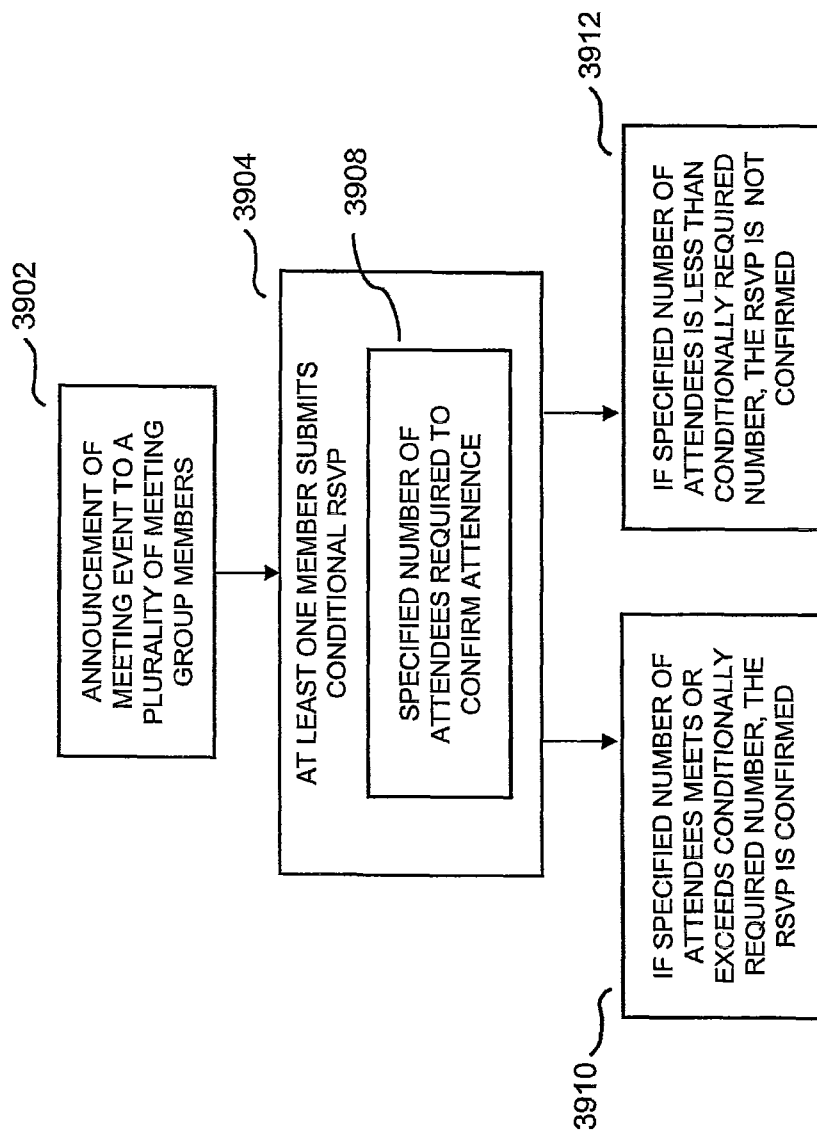 3902
ANNOUNCEMENT OF
MEETING EVENT TO A
PLURALITY OF MEETING
GROUP MEMBERS
3904
AT LEAST ONE MEMBER SUBMITS
CONDITIONAL RSVP
3908
SPECIFIED NUMBER OF
ATTENDEES REQUIRED TO
CONFIRM ATTENENCE
3910
IF SPECIFIED NUMBER OF
ATTENDEES MEETS OR
EXCEEDS CONDITIONALLY
REQUIRED NUMBER, THE
RSVP IS CONFIRMED
3912
IF SPECIFIED NUMBER OF
ATTENDEES IS LESS THAN
CONDITIONALLY REQUIRED
NUMBER, THE RSVP IS NOT
CONFIRMED